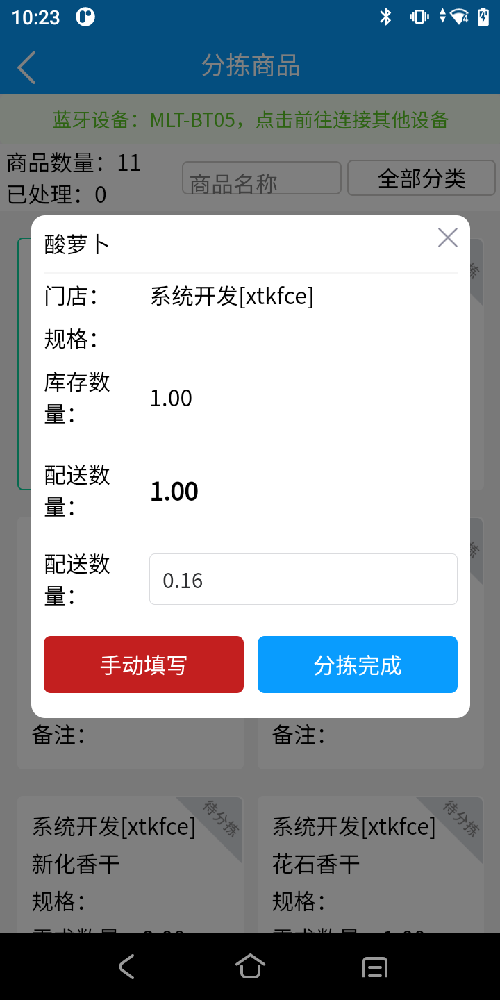 10:23
分拣商品
蓝牙设备：MLT-BT05，点击前往连接其他设备
商品数量：11
已处理：0
商品名称
全部分类
酸萝卜
门店：
系统开发[xtkfce]
规格：
库存数
量：
1.00
配送数
量：
1.00
配送数
量：
0.16
手动填写
分拣完成
备注：
备注：
待分拣
系统开发[xtkfce]
新化香干
规格：
待分拣
系统开发[xtkfce]
花石香干
规格：